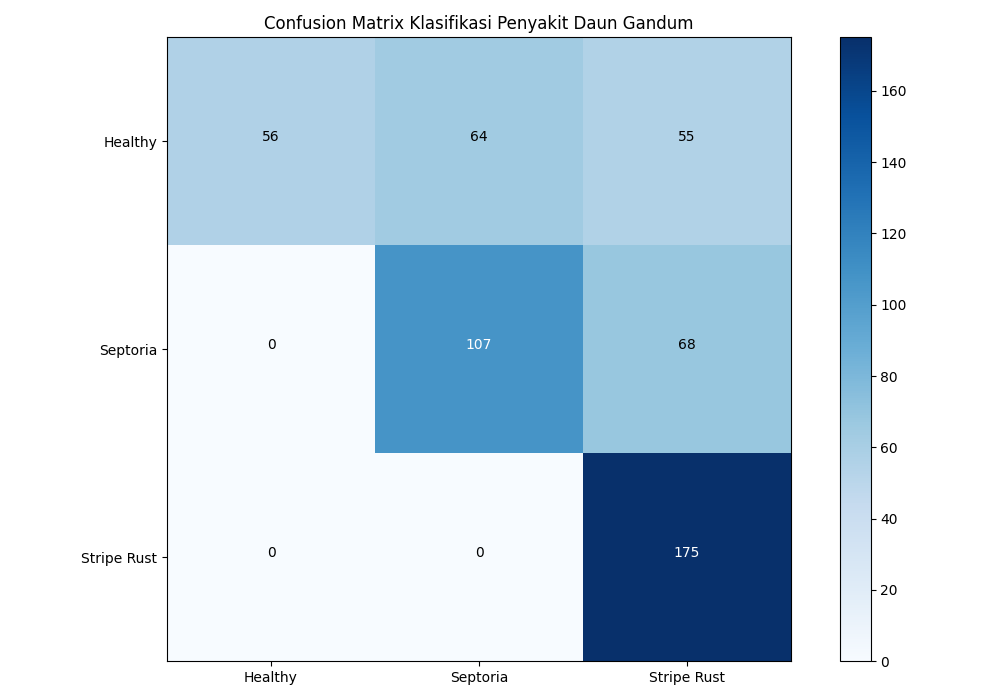 Confusion Matrix Klasifikasi Penyakit Daun Gandum
Healthy
56
64
55
Septoria
0
107
68
Stripe Rust
0
0
175
Healthy
Septoria
Stripe Rust
160
140
120
100
80
60
40
20
0